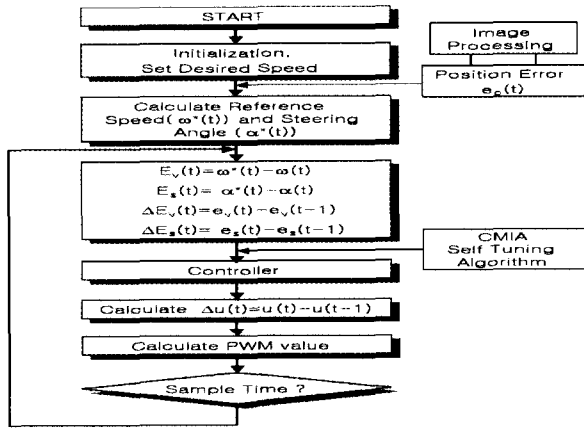 START
Initialization.
Set Desired Speed
Image
Processing
Position Error
e_c(t)
Calculate Reference
Speed(ω*(t)) and Steering
Angle (α*(t))
E_v(t)=ω*(t)−ω(t)
E_s(t)= α*(t)−α(t)
ΔE_v(t)=e_v(t)−e_v(t−1)
ΔE_s(t)= e_s(t)−e_s(t−1)
CMIA
Self Tuning
Algorithm
Controller
Calculate Δu(t)=u(t)−u(t−1)
Calculate PWM value
Sample Time ?